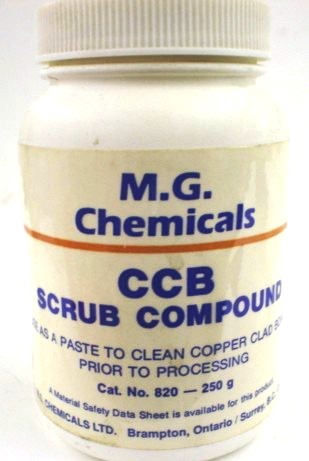 M.G.
Chemicals
CCB
SCRUB COMPOUND
AS A PASTE TO CLEAN COPPER CLAD
PRIOR TO PROCESSING
Cat. No. 820 — 250 g
A Material Safety Data Sheet is available for this product.
CHEMICALS LTD. Brampton, Ontario / Surrey, B.C.